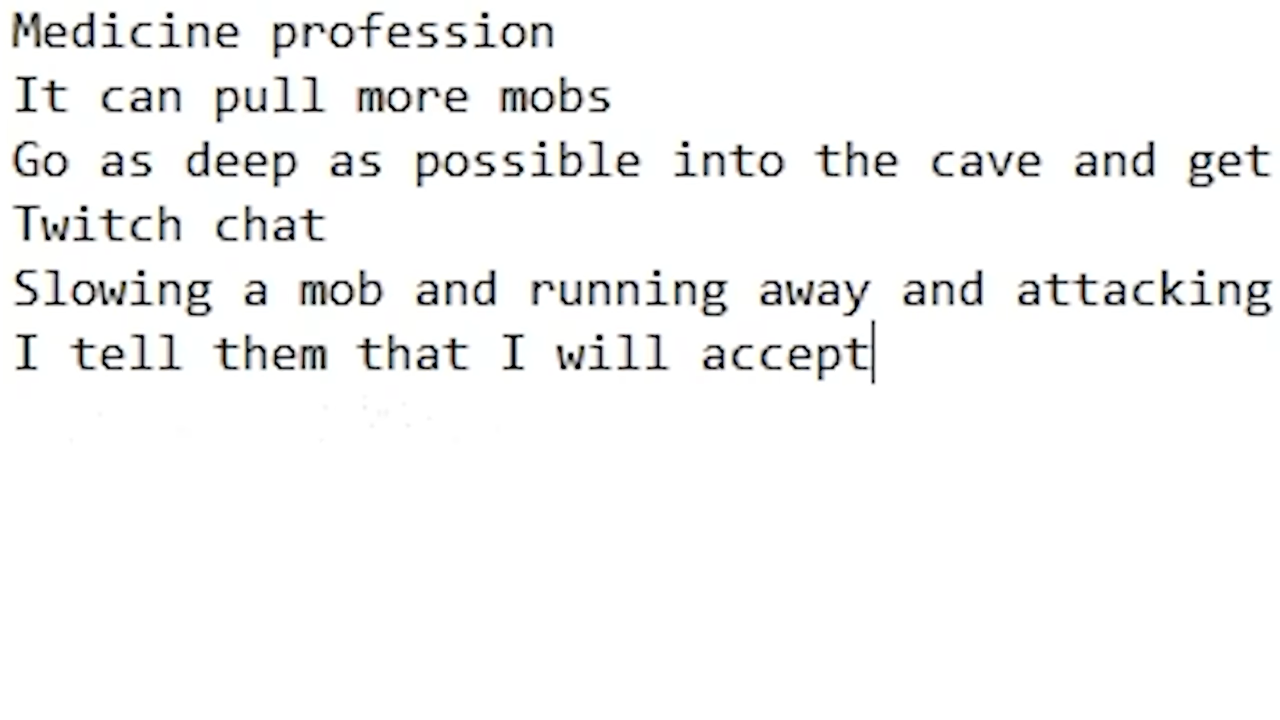 Medicine profession
It can pull more mobs
Go as deep as possible into the cave and get
Twitch chat
Slowing a mob and running away and attacking
I tell them that I will accept